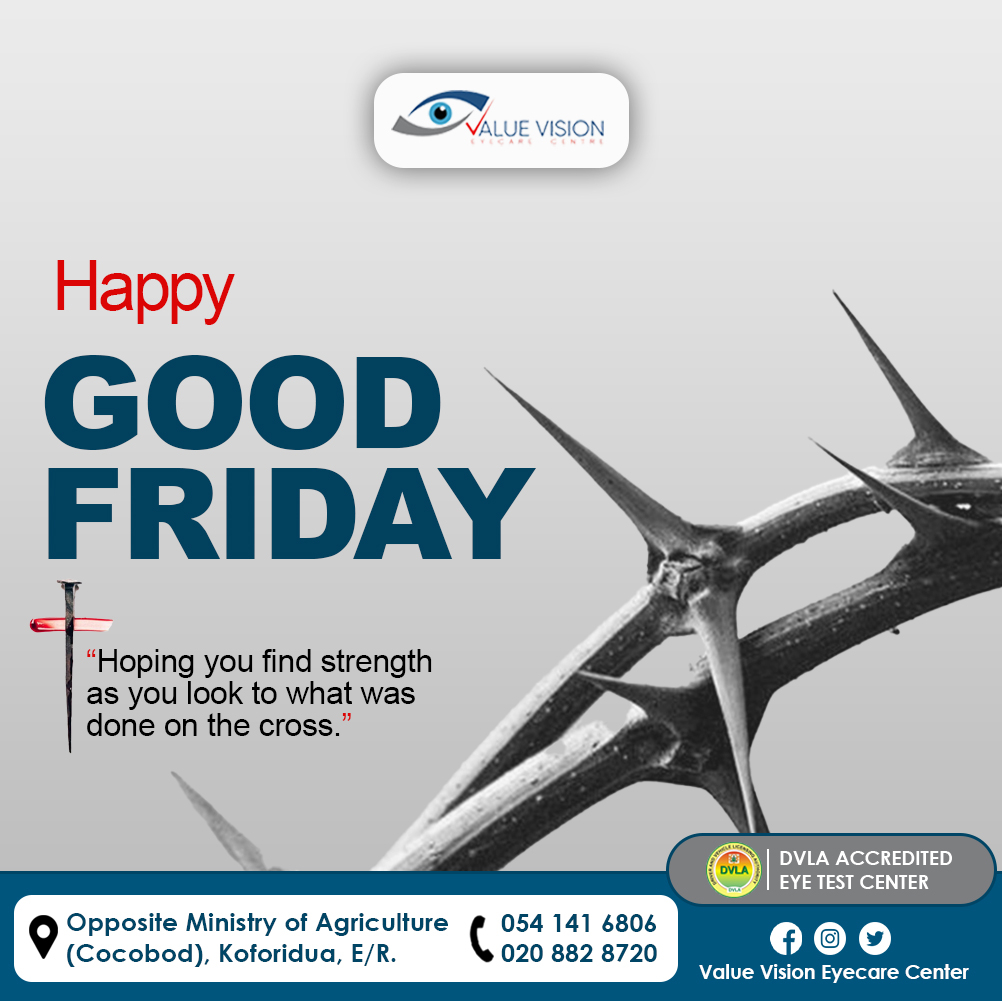 VALUE VISION
EYECARE CENTRE
Happy
GOOD
FRIDAY
“Hoping you find strength
as you look to what was
done on the cross.”
DVLA
DVLA
DVLA ACCREDITED
EYE TEST CENTER
Opposite Ministry of Agriculture
(Cocobod), Koforidua, E/R.
054 141 6806
020 882 8720
Value Vision Eyecare Center